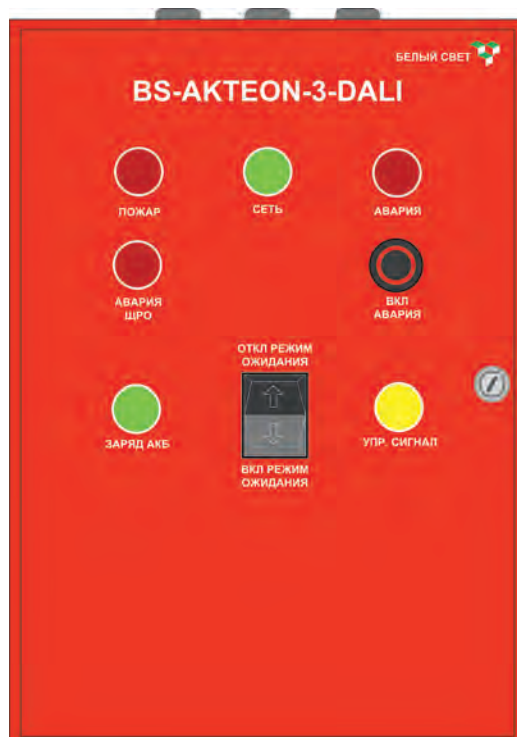 БЕЛЫЙ СВЕТ
BS-AKTEON-3-DALI
ПОЖАР
СЕТЬ
АВАРИЯ
АВАРИЯ
ЩРО
ВКЛ
АВАРИЯ
ОТКЛ РЕЖИМ
ОЖИДАНИЯ
ЗАРЯД АКБ
УПР. СИГНАЛ
ВКЛ РЕЖИМ
ОЖИДАНИЯ